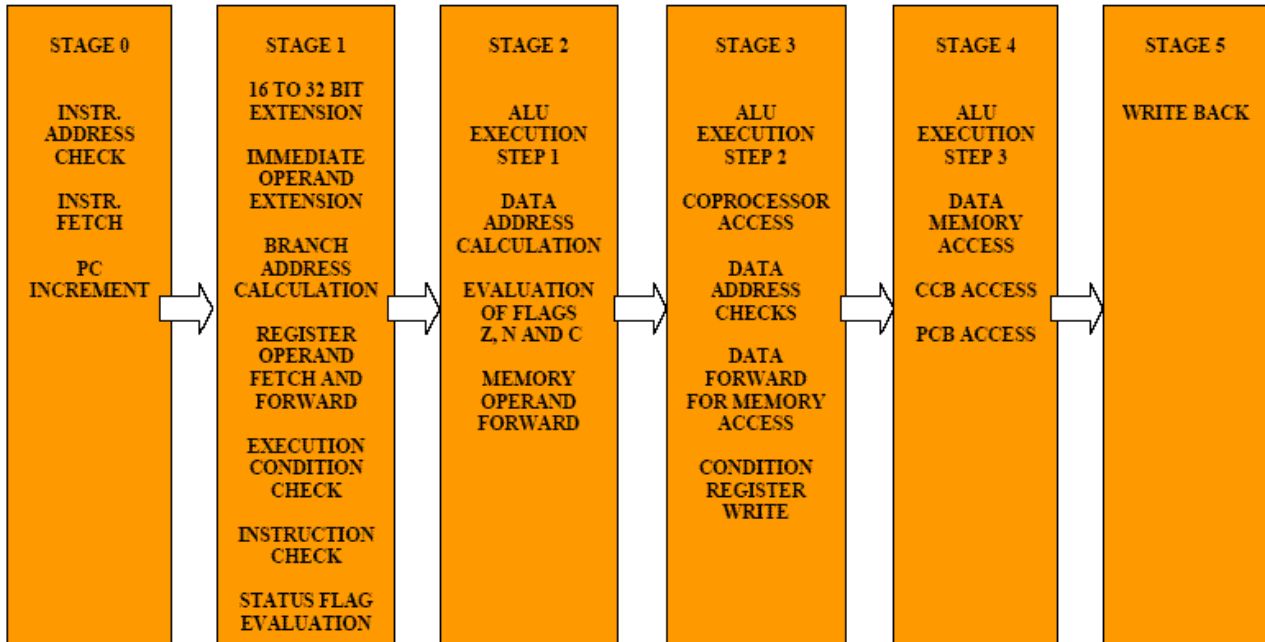 STAGE 0
INSTR.
ADDRESS
CHECK
INSTR.
FETCH
PC
INCREMENT
STAGE 1
16 TO 32 BIT
EXTENSION
IMMEDIATE
OPERAND
EXTENSION
BRANCH
ADDRESS
CALCULATION
REGISTER
OPERAND
FETCH AND
FORWARD
EXECUTION
CONDITION
CHECK
INSTRUCTION
CHECK
STATUS FLAG
EVALUATION
STAGE 2
ALU
EXECUTION
STEP 1
DATA
ADDRESS
CALCULATION
EVALUATION
OF FLAGS
Z, N AND C
MEMORY
OPERAND
FORWARD
STAGE 3
ALU
EXECUTION
STEP 2
COPROCESSOR
ACCESS
DATA
ADDRESS
CHECKS
DATA
FORWARD
FOR MEMORY
ACCESS
CONDITION
REGISTER
WRITE
STAGE 4
ALU
EXECUTION
STEP 3
DATA
MEMORY
ACCESS
CCB ACCESS
PCB ACCESS
STAGE 5
WRITE BACK